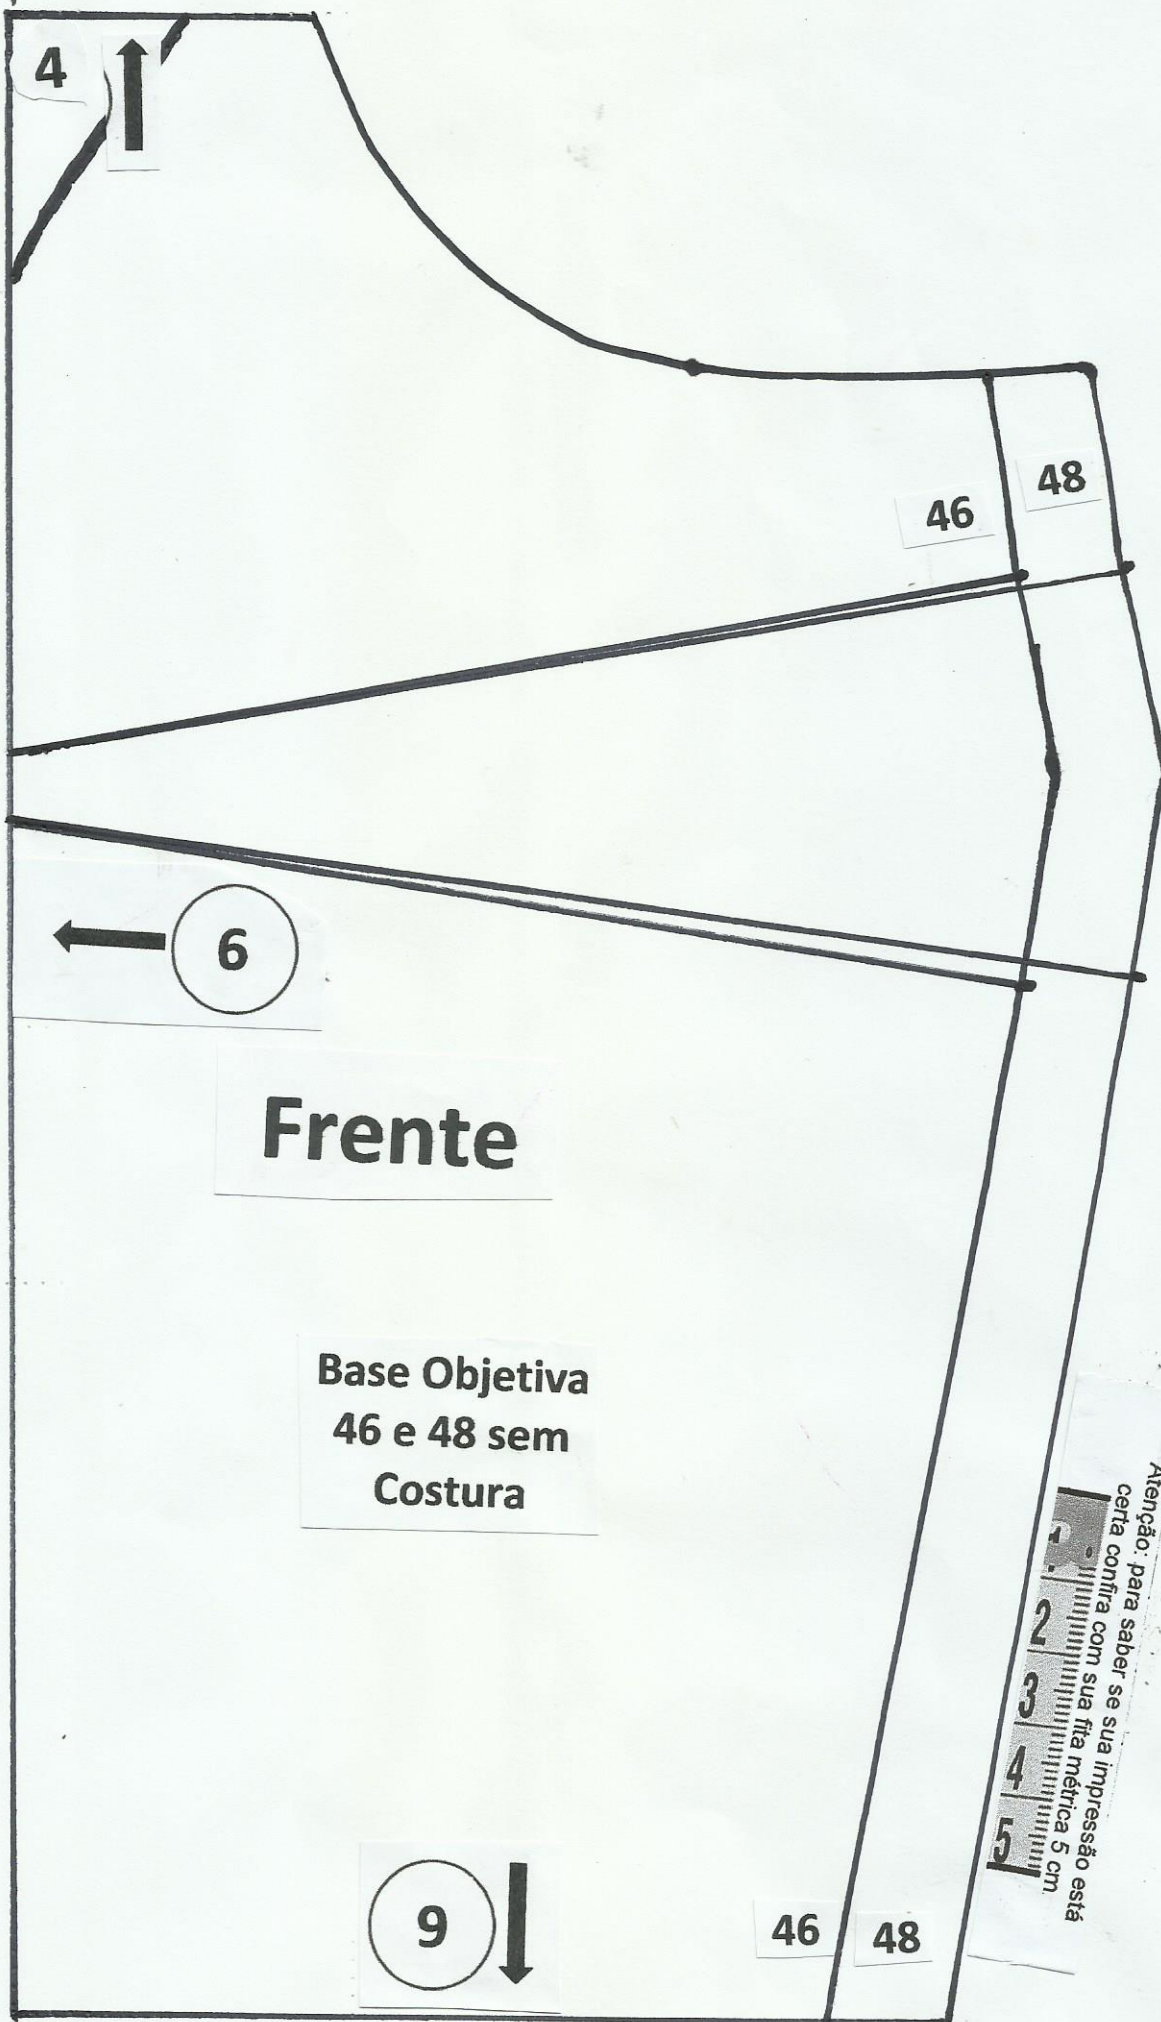 4
48
46
6
Frente
Base Objetiva
46 e 48 sem
Costura
Atenção: para saber se sua impressão está
certa confira com sua fita métrica 5 cm
1 2 3 4 5
9
46
48